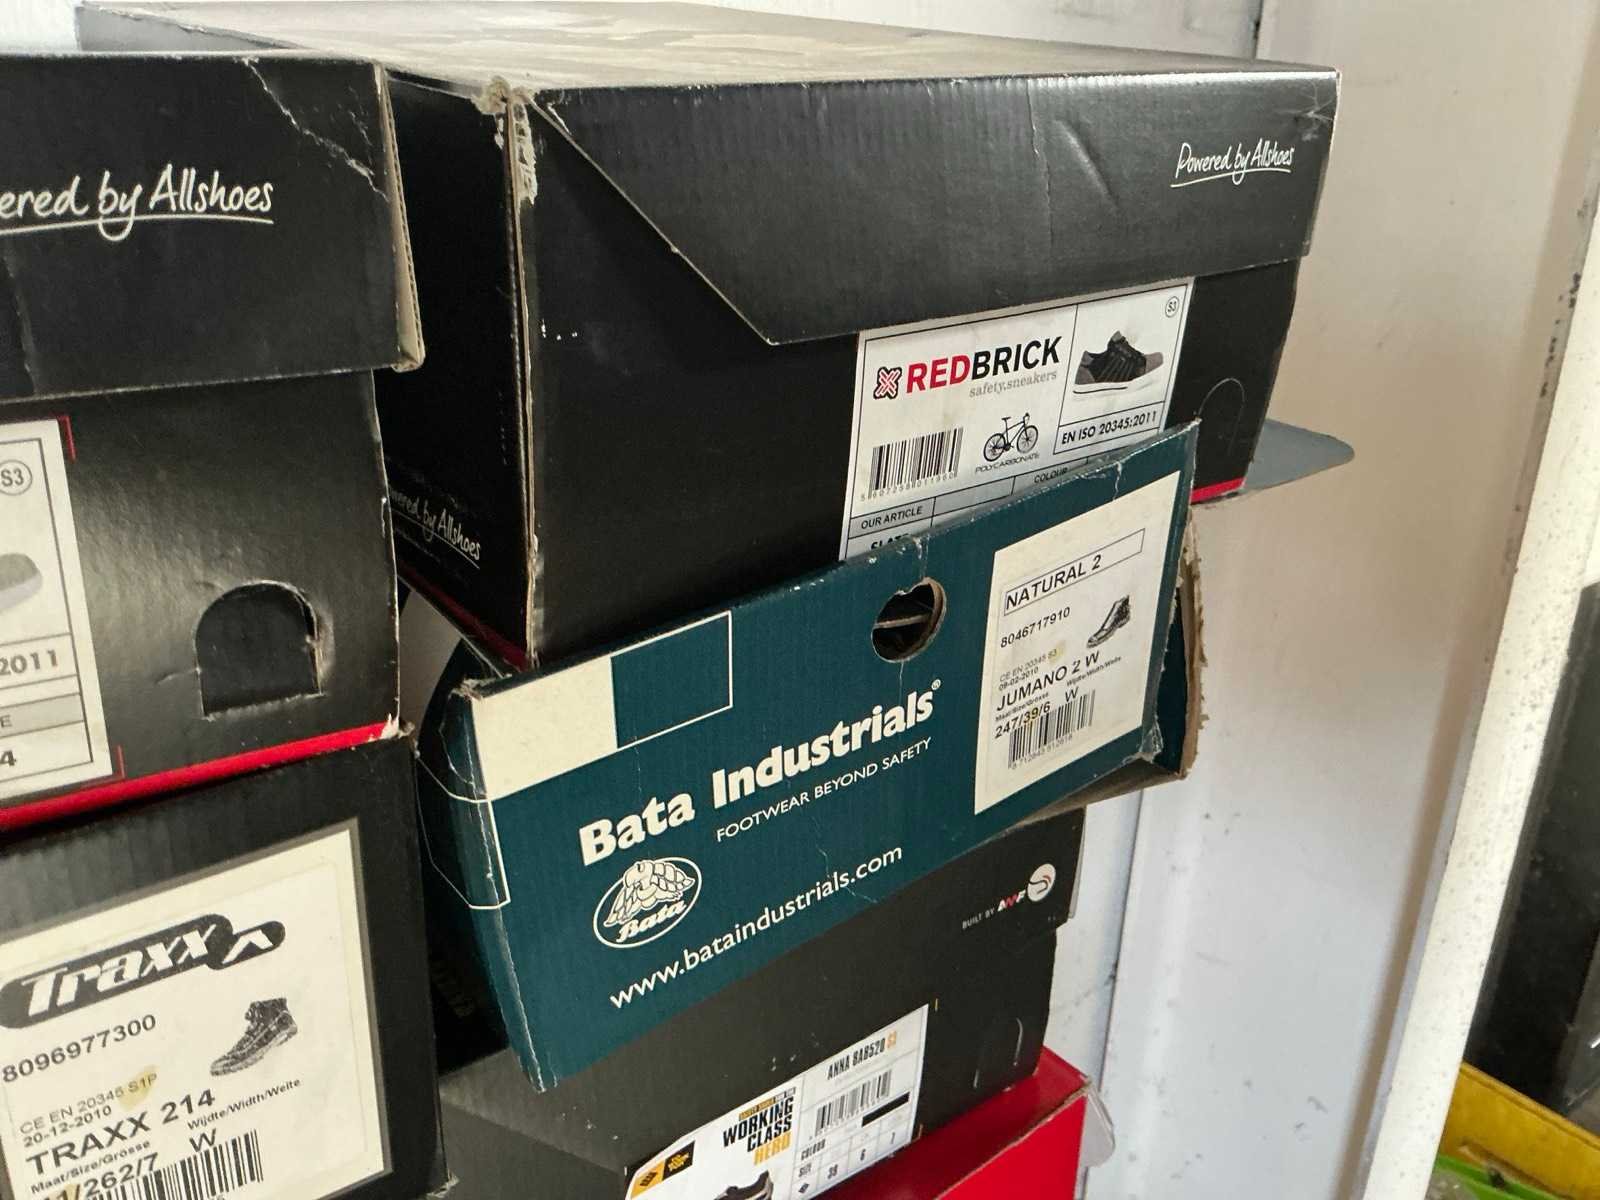 ered by Allshoes
Powered by Allshoes
REDBRICK
safety.sneakers
S3
EN ISO 20345:2011
POLYCARBONATE
COLOUR
OUR ARTICLE
by Allshoes
S3
2011
4
NATURAL 2
8046717910
CE EN 20345 S3
09-02-2010
JUMANO 2 W
Maat/Size/Grösse Wijdte/Width/Weite
247/39/6 W
Bata Industrials®
FOOTWEAR BEYOND SAFETY
Bata
www.bataindustrials.com
BUILT BY AMF
Traxx
8096977300
CE EN 20345 S1P
20-12-2010
TRAXX 214
Maat/Size/Grösse Wijdte/Width/Weite
/262/7 W
ANNA BAB520 S3
WORKING
CLASS
HERO
COLOUR
SIZE 39 6 7